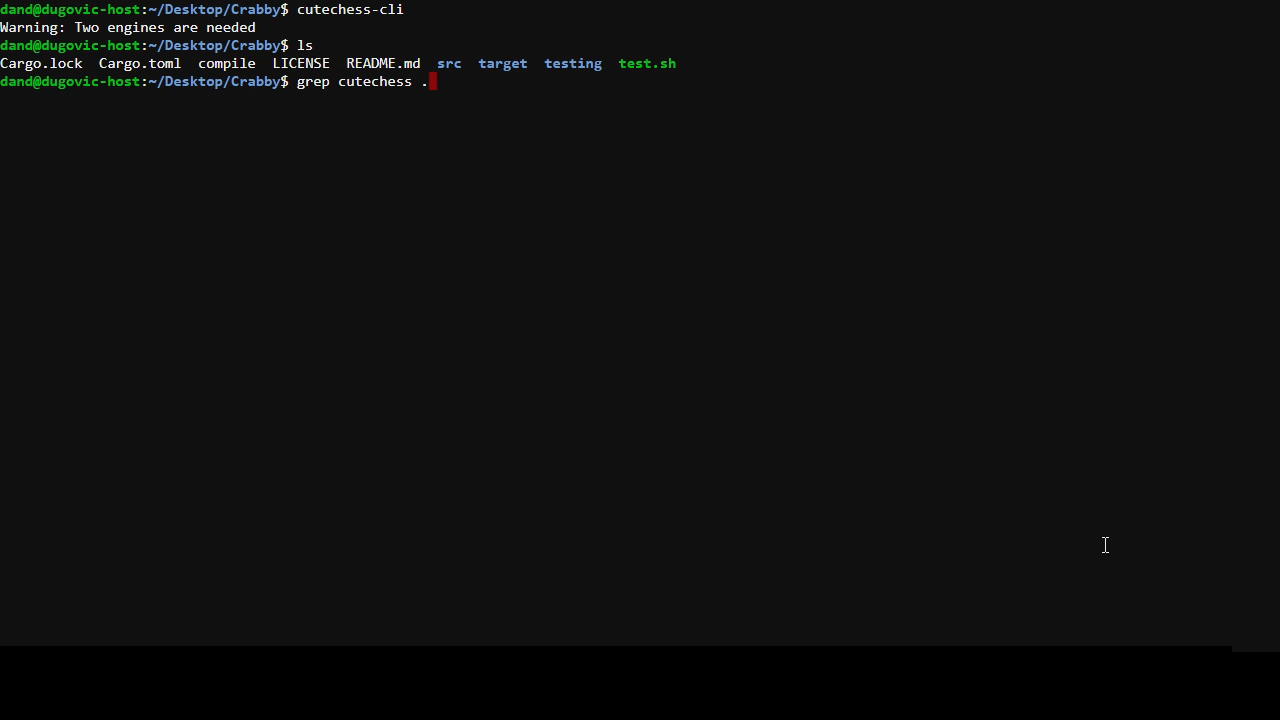 dand@dugovic-host:~/Desktop/Crabby$ cutechess-cli
Warning: Two engines are needed
dand@dugovic-host:~/Desktop/Crabby$ ls
Cargo.lock  Cargo.toml  compile  LICENSE  README.md  src  target  testing  test.sh
dand@dugovic-host:~/Desktop/Crabby$ grep cutechess .